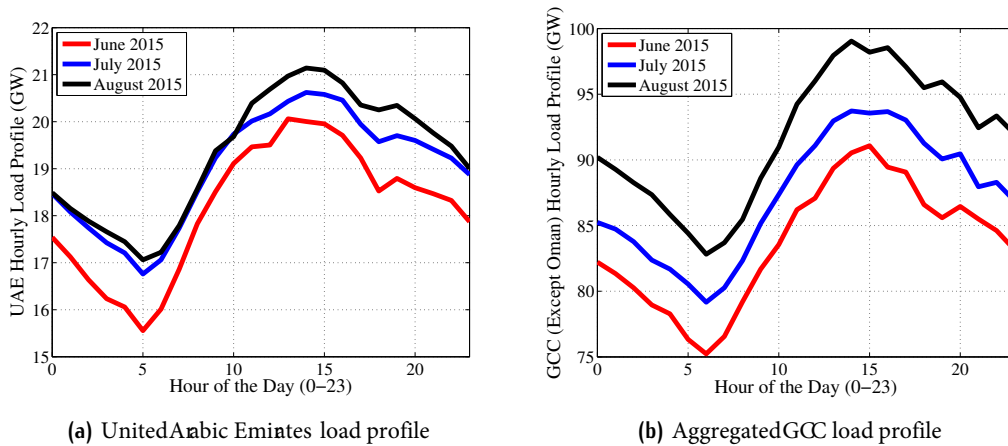 22
21
20
19
18
17
16
15
0 5 10 15 20
UAE Hourly Load Profile (GW)
Hour of the Day (0−23)
June 2015
July 2015
August 2015
(a) United Arabic Emirates load profile
100
95
90
85
80
75
0 5 10 15 20
GCC (Except Oman) Hourly Load Profile (GW)
Hour of the Day (0−23)
June 2015
July 2015
August 2015
(b) Aggregated GCC load profile